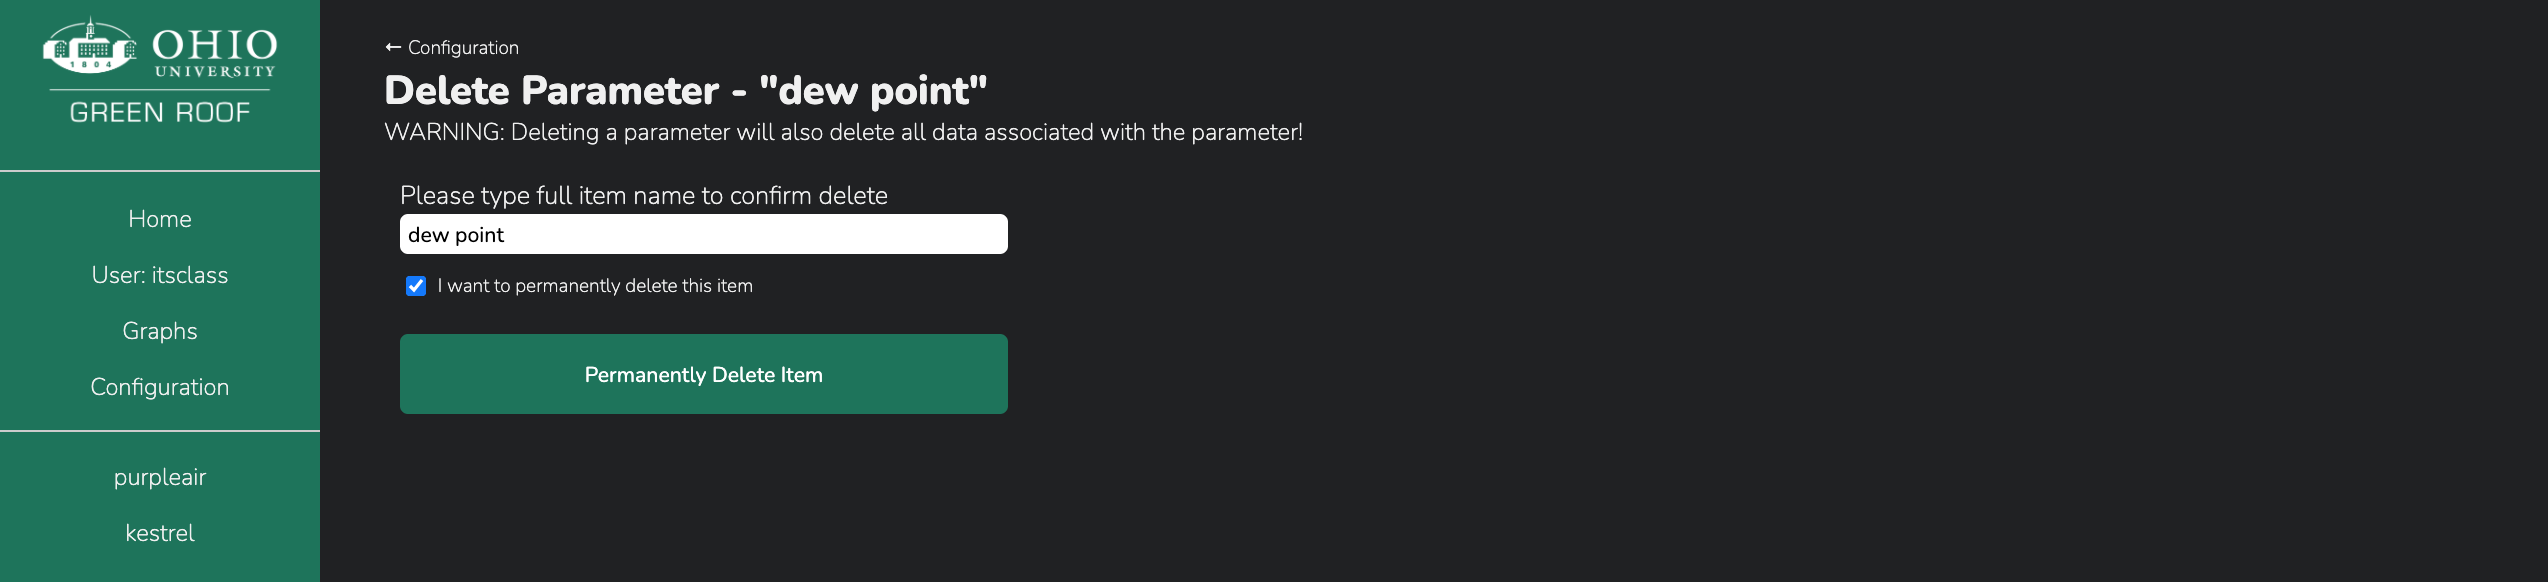 1804
OHIO
UNIVERSITY
GREEN ROOF
Home
User: itsclass
Graphs
Configuration
purpleair
kestrel
← Configuration
Delete Parameter - "dew point"
WARNING: Deleting a parameter will also delete all data associated with the parameter!
Please type full item name to confirm delete
dew point
I want to permanently delete this item
Permanently Delete Item